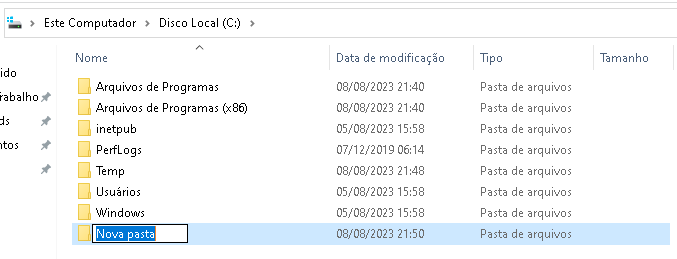 Este Computador > Disco Local (C:) >
Nome Data de modificação Tipo Tamanho
Arquivos de Programas 08/08/2023 21:40 Pasta de arquivos
Arquivos de Programas (x86) 08/08/2023 21:40 Pasta de arquivos
inetpub 05/08/2023 15:58 Pasta de arquivos
PerfLogs 07/12/2019 06:14 Pasta de arquivos
Temp 08/08/2023 21:48 Pasta de arquivos
Usuários 05/08/2023 15:58 Pasta de arquivos
Windows 05/08/2023 15:58 Pasta de arquivos
Nova pasta 08/08/2023 21:50 Pasta de arquivos
ido
rabalho
ds
ntos